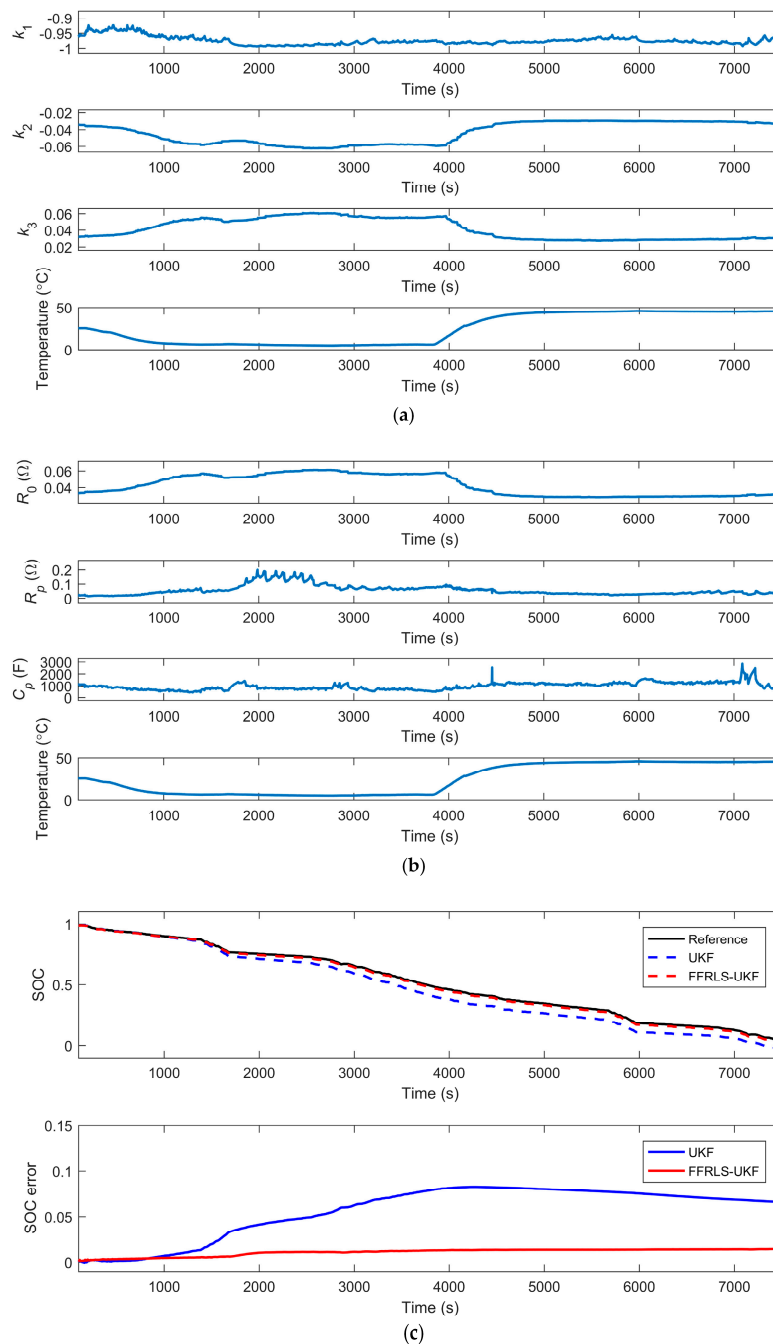 k1
-0.9
-0.95
-1
1000 2000 3000 4000 5000 6000 7000
Time (s)
k2
-0.02
-0.04
-0.06
1000 2000 3000 4000 5000 6000 7000
Time (s)
k3
0.06
0.04
0.02
1000 2000 3000 4000 5000 6000 7000
Time (s)
Temperature (°C)
50
0
1000 2000 3000 4000 5000 6000 7000
Time (s)
(a)
R0 (Ω)
0.06
0.04
1000 2000 3000 4000 5000 6000 7000
Time (s)
Rp (Ω)
0.2
0.1
0
1000 2000 3000 4000 5000 6000 7000
Time (s)
Cp (F)
3000
2000
1000
0
1000 2000 3000 4000 5000 6000 7000
Time (s)
Temperature (°C)
50
0
1000 2000 3000 4000 5000 6000 7000
Time (s)
(b)
SOC
1
0.5
0
Reference
UKF
FFRLS-UKF
1000 2000 3000 4000 5000 6000 7000
Time (s)
SOC error
0.15
0.1
0.05
0
UKF
FFRLS-UKF
1000 2000 3000 4000 5000 6000 7000
Time (s)
(c)